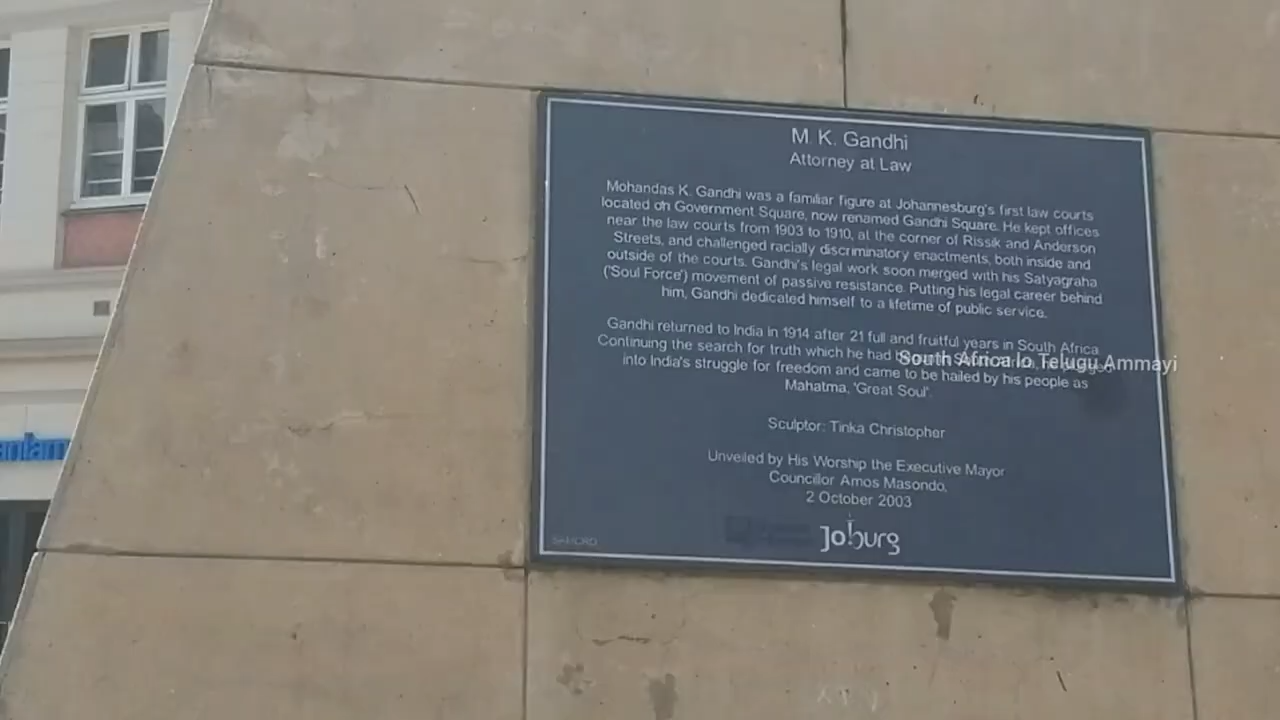 M. K. Gandhi
Attorney at Law
Mohandas K. Gandhi was a familiar figure at Johannesburg's first law courts
located on Government Square, now renamed Gandhi Square. He kept offices
near the law courts from 1903 to 1910, at the corner of Rissik and Anderson
Streets, and challenged racially discriminatory enactments, both inside and
outside of the courts. Gandhi's legal work soon merged with his Satyagraha
('Soul Force') movement of passive resistance. Putting his legal career behind
him, Gandhi dedicated himself to a lifetime of public service.
Gandhi returned to India in 1914 after 21 full and fruitful years in South Africa.
Continuing the search for truth which he had
South Africa lo Telugu Ammayi
into India's struggle for freedom and came to be hailed by his people as
Mahatma, 'Great Soul'.
Sculptor: Tinka Christopher
Unveiled by His Worship the Executive Mayor
Councillor Amos Masondo,
2 October 2003
Joburg